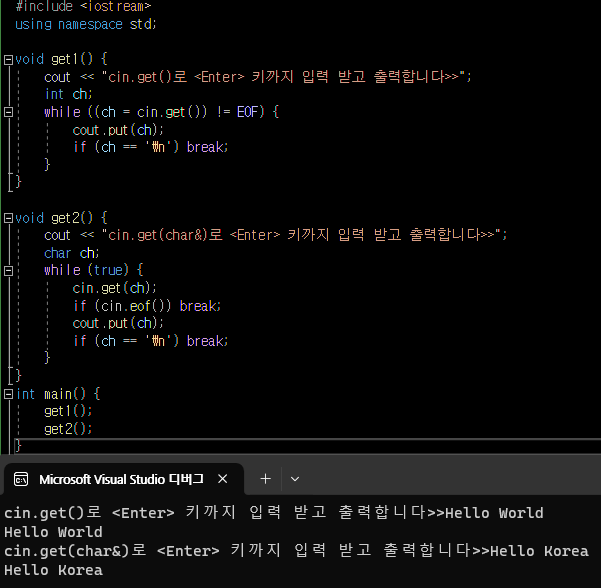 #include <iostream>
using namespace std;
void get1() {
cout << "cin.get()로 <Enter> 키까지 입력 받고 출력합니다>>";
int ch;
while ((ch = cin.get()) != EOF) {
cout.put(ch);
if (ch == '₩n') break;
}
}
void get2() {
cout << "cin.get(char&)로 <Enter> 키까지 입력 받고 출력합니다>>";
char ch;
while (true) {
cin.get(ch);
if (cin.eof()) break;
cout.put(ch);
if (ch == '₩n') break;
}
}
int main() {
get1();
get2();
}
Microsoft Visual Studio 디버그
cin.get()로 <Enter> 키까지 입력 받고 출력합니다>>Hello World
Hello World
cin.get(char&)로 <Enter> 키까지 입력 받고 출력합니다>>Hello Korea
Hello Korea